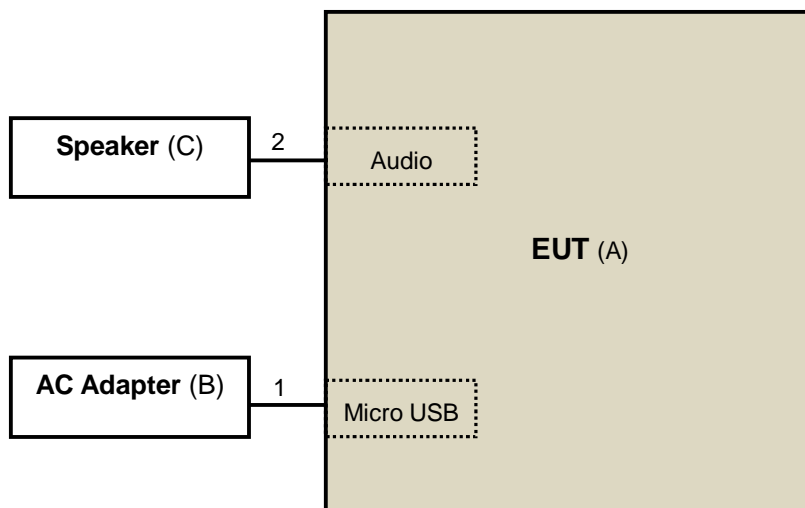 Speaker (C)
2
Audio
EUT (A)
AC Adapter (B)
1
Micro USB